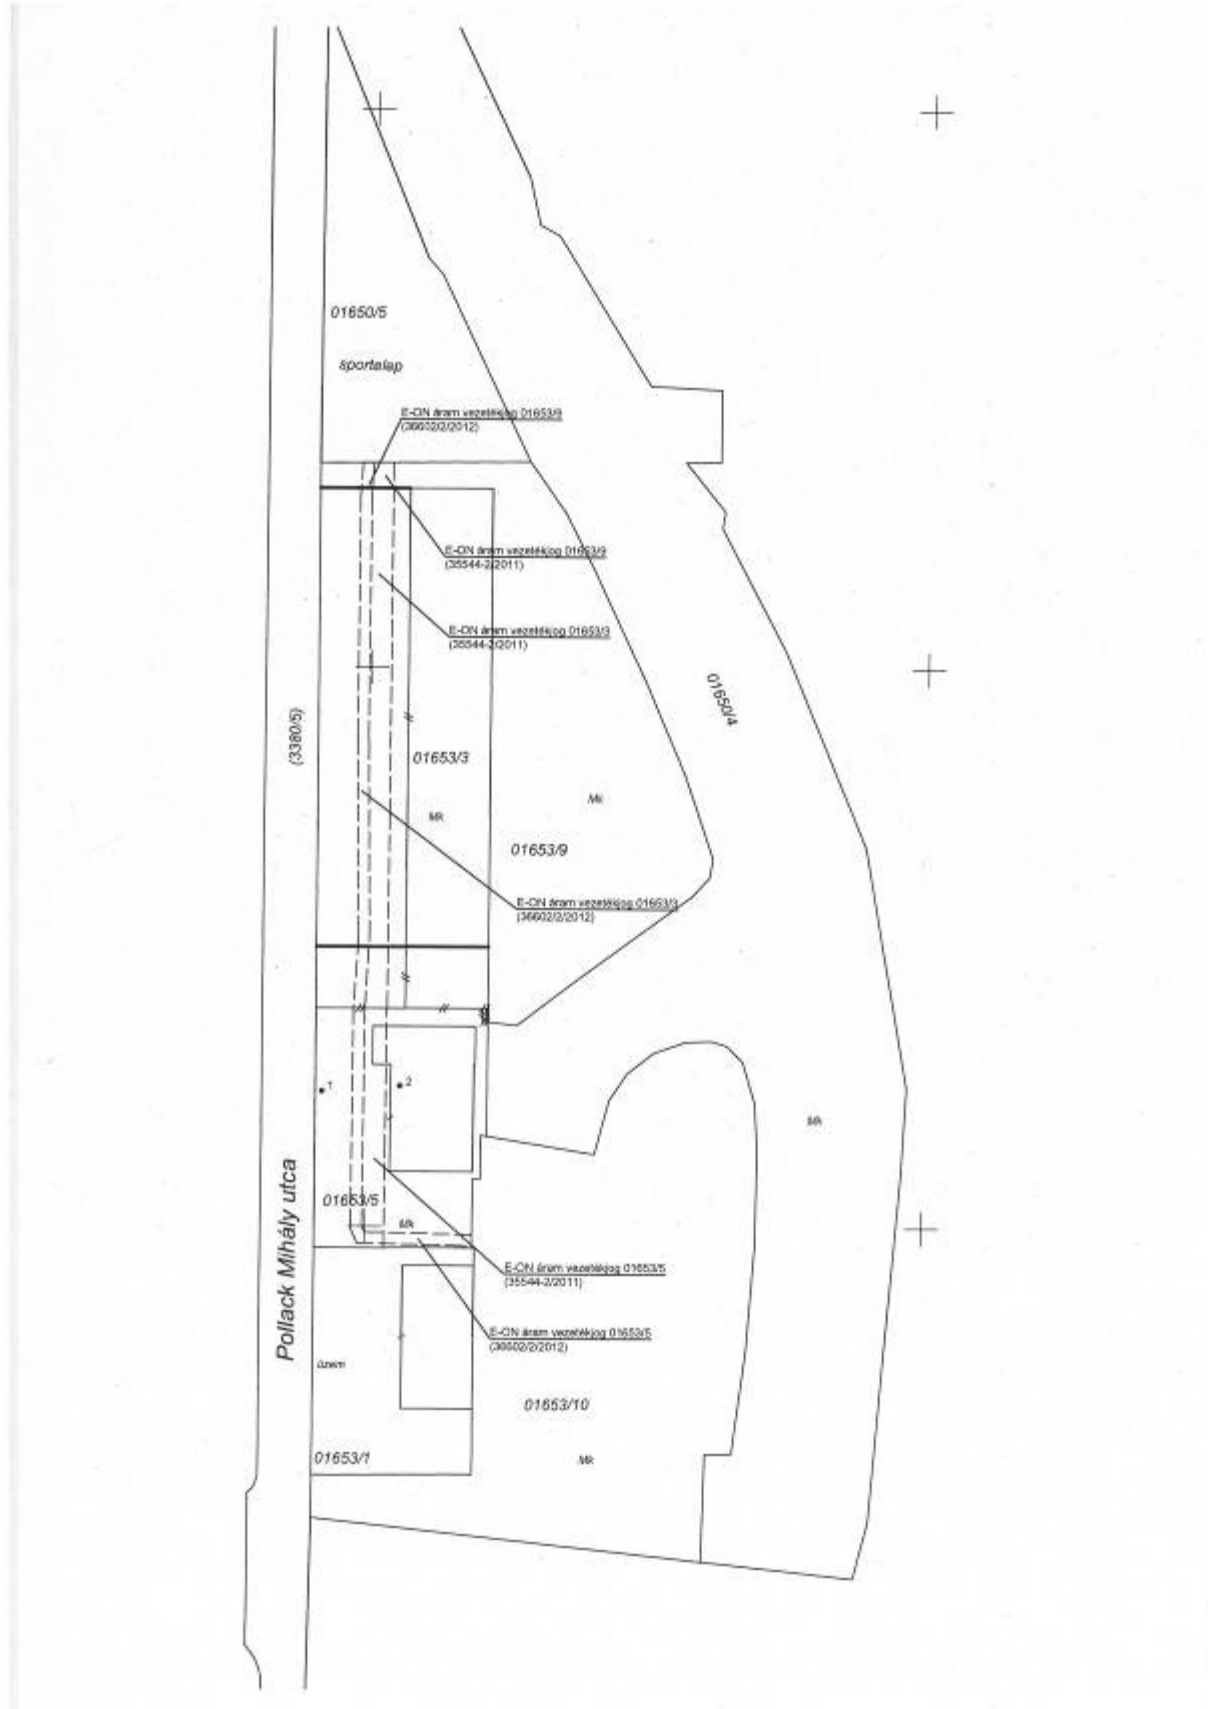 01650/5
sporttelep
E-ON áram vezetékjog 01653/9
(36602/2/2012)
E-ON áram vezetékjog 01653/9
(35544-2/2011)
E-ON áram vezetékjog 01653/3
(35544-2/2011)
01650/4
(3380/5)
01653/3
Mk
Mk
01653/9
E-ON áram vezetékjog 01653/3
(36602/2/2012)
1
2
Mk
01653/5
Mk
Pollack Mihály utca
E-ON áram vezetékjog 01653/5
(35544-2/2011)
E-ON áram vezetékjog 01653/5
(36602/2/2012)
üzem
01653/10
01653/1
Mk